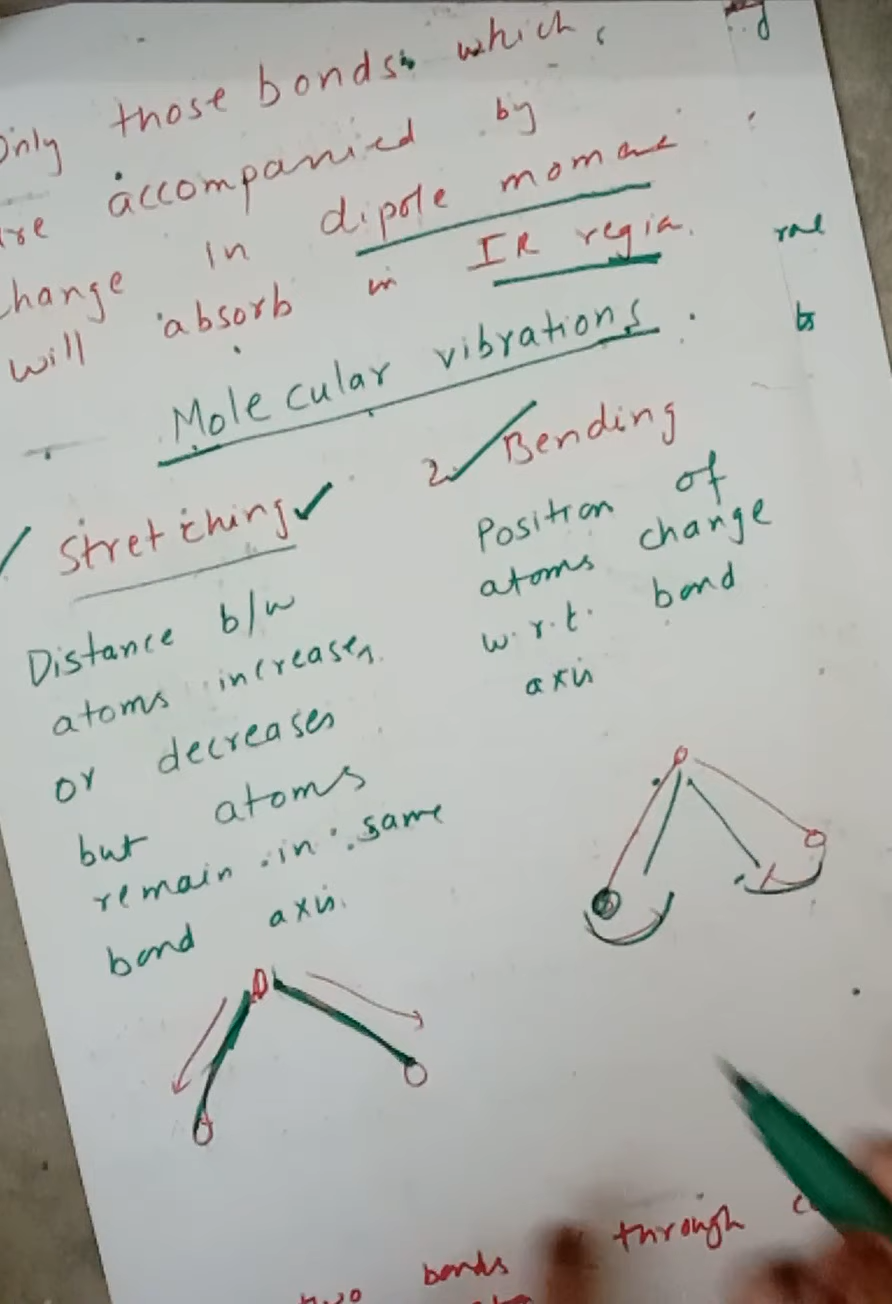 Only those bonds which
are accompanied by
change in dipole moment
will absorb in IR region.
Molecular vibrations
Stretching
Distance b/w
atoms increases
or decreases
but atoms
remain in same
bond axis.
2. Bending
Position of
atoms change
w.r.t. bond
axis
through
two bonds